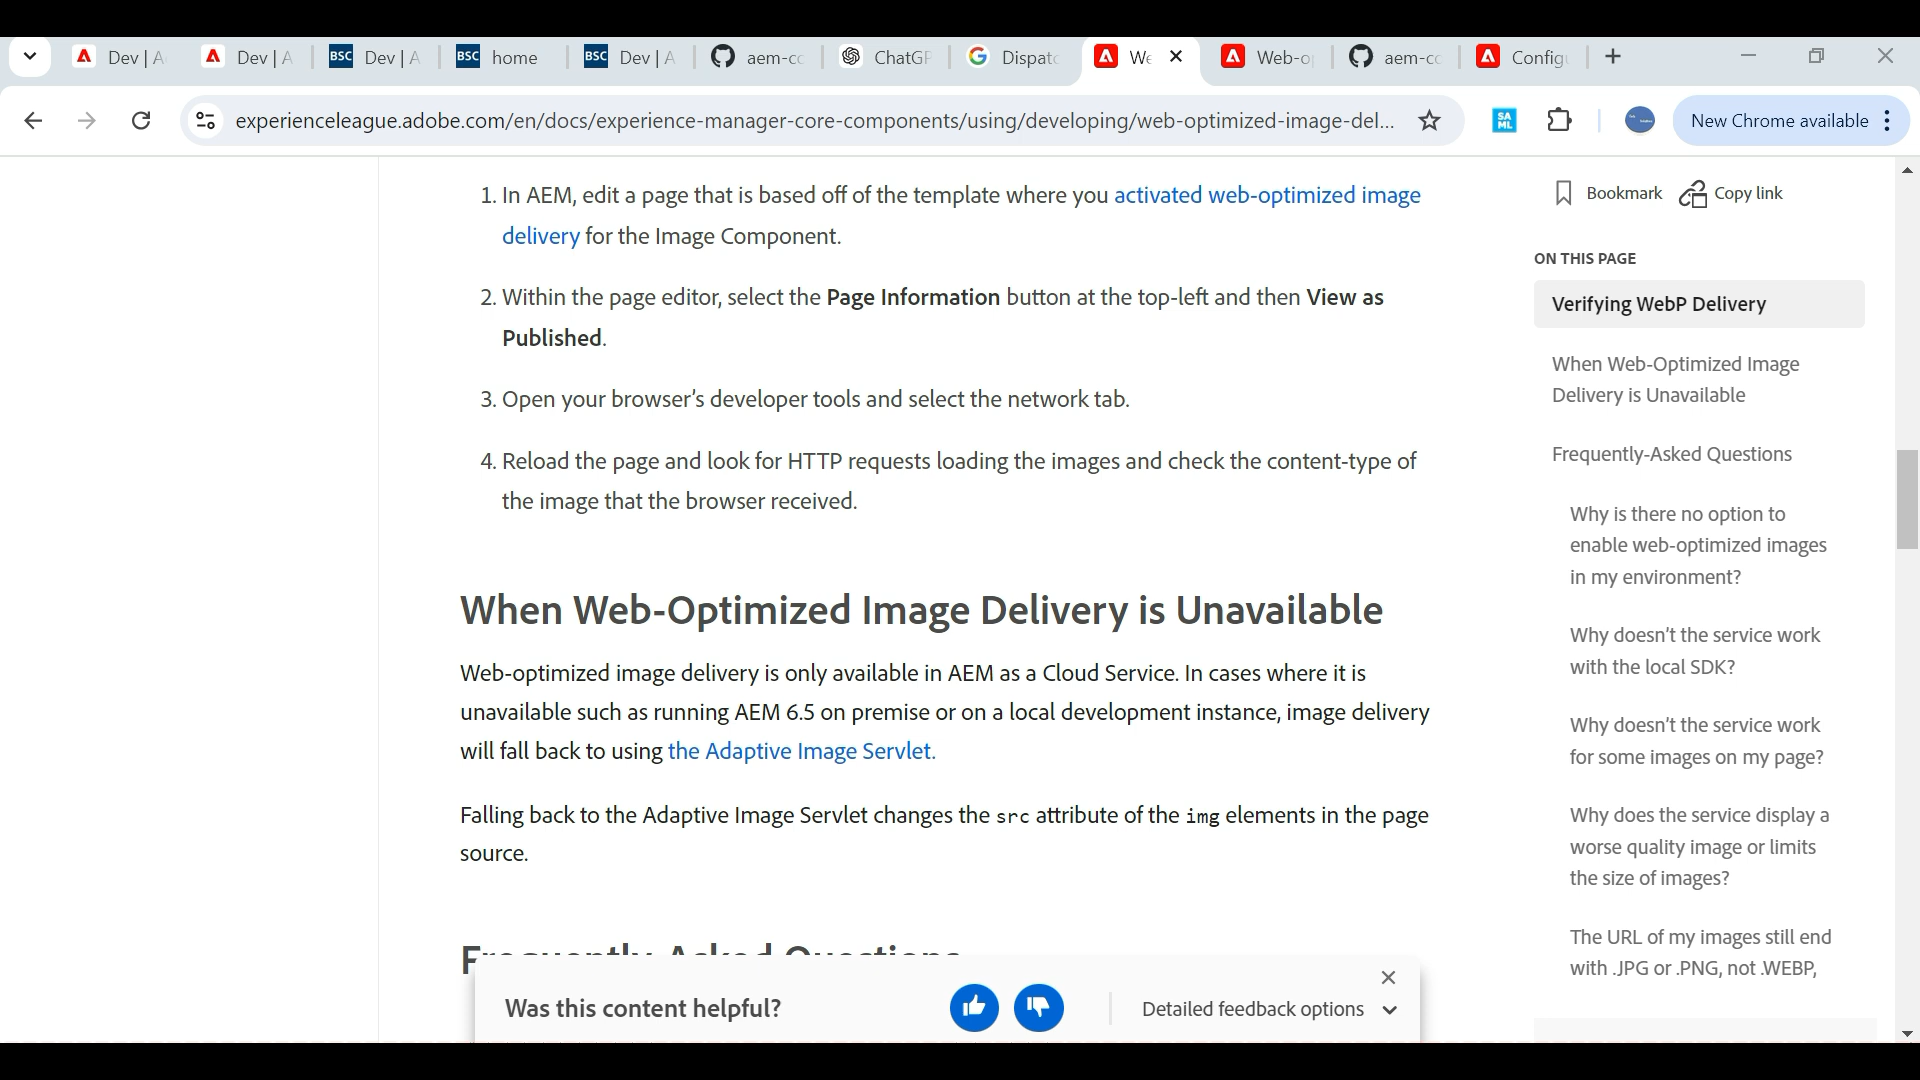 Dev | A
Dev | A
BSC Dev | A
BSC home
BSC Dev | A
aem-cc
ChatGP
Dispatc
We
Web-op
aem-cc
Configu
experienceleague.adobe.com/en/docs/experience-manager-core-components/using/developing/web-optimized-image-del...
SA
ML
New Chrome available
1. In AEM, edit a page that is based off of the template where you activated web-optimized image
delivery for the Image Component.
2. Within the page editor, select the Page Information button at the top-left and then View as
Published.
3. Open your browser's developer tools and select the network tab.
4. Reload the page and look for HTTP requests loading the images and check the content-type of
the image that the browser received.
When Web-Optimized Image Delivery is Unavailable
Web-optimized image delivery is only available in AEM as a Cloud Service. In cases where it is
unavailable such as running AEM 6.5 on premise or on a local development instance, image delivery
will fall back to using the Adaptive Image Servlet.
Falling back to the Adaptive Image Servlet changes the src attribute of the img elements in the page
source.
Frequently-Asked Questions
Was this content helpful?
Detailed feedback options
Bookmark
Copy link
ON THIS PAGE
Verifying WebP Delivery
When Web-Optimized Image
Delivery is Unavailable
Frequently-Asked Questions
Why is there no option to
enable web-optimized images
in my environment?
Why doesn't the service work
with the local SDK?
Why doesn't the service work
for some images on my page?
Why does the service display a
worse quality image or limits
the size of images?
The URL of my images still end
with .JPG or .PNG, not .WEBP,